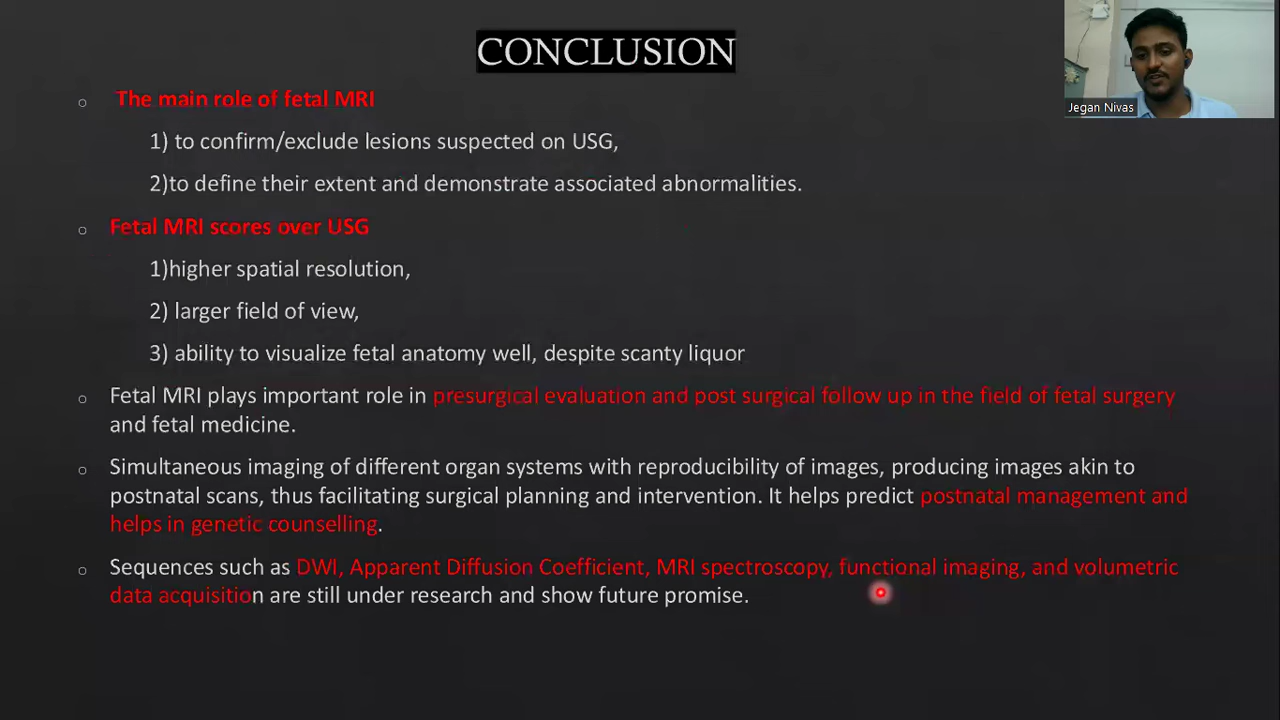 CONCLUSION
Jegan Nivas
The main role of fetal MRI
1) to confirm/exclude lesions suspected on USG,
2)to define their extent and demonstrate associated abnormalities.
Fetal MRI scores over USG
1)higher spatial resolution,
2) larger field of view,
3) ability to visualize fetal anatomy well, despite scanty liquor
Fetal MRI plays important role in presurgical evaluation and post surgical follow up in the field of fetal surgery
and fetal medicine.
Simultaneous imaging of different organ systems with reproducibility of images, producing images akin to
postnatal scans, thus facilitating surgical planning and intervention. It helps predict postnatal management and
helps in genetic counselling.
Sequences such as DWI, Apparent Diffusion Coefficient, MRI spectroscopy, functional imaging, and volumetric
data acquisition are still under research and show future promise.